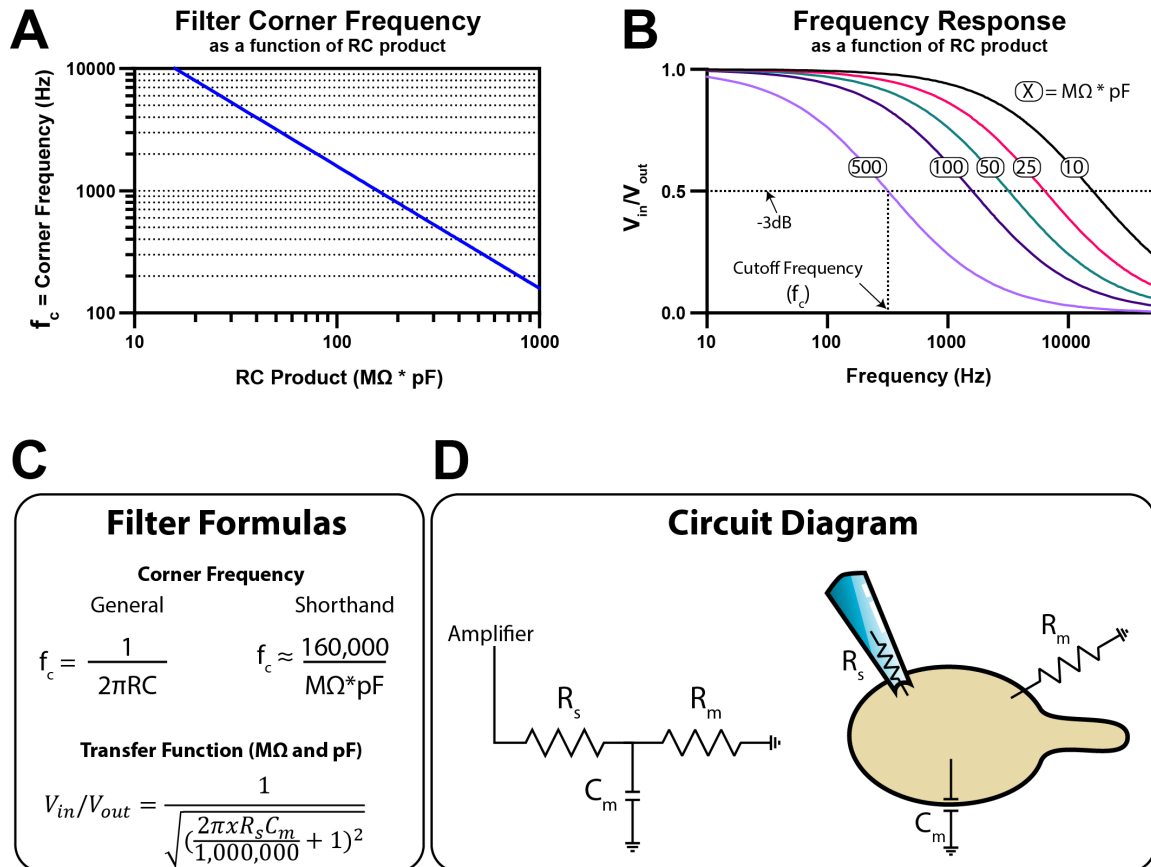 A
Filter Corner Frequency
as a function of RC product
f_c = Corner Frequency (Hz)
10000
1000
100
10
100
1000
RC Product (MΩ * pF)
B
Frequency Response
as a function of RC product
V_in/V_out
1.0
0.5
0.0
X = MΩ * pF
500
100
50
25
10
-3dB
Cutoff Frequency
(f_c)
10
100
1000
10000
Frequency (Hz)
C
Filter Formulas
Corner Frequency
General
Shorthand
f_c = 1 / 2πRC
f_c ≈ 160,000 / MΩ*pF
Transfer Function (MΩ and pF)
V_in/V_out = 1 / √((2πxR_sC_m / 1,000,000 + 1)²)
D
Circuit Diagram
Amplifier
R_s
R_m
C_m
R_s
R_m
C_m